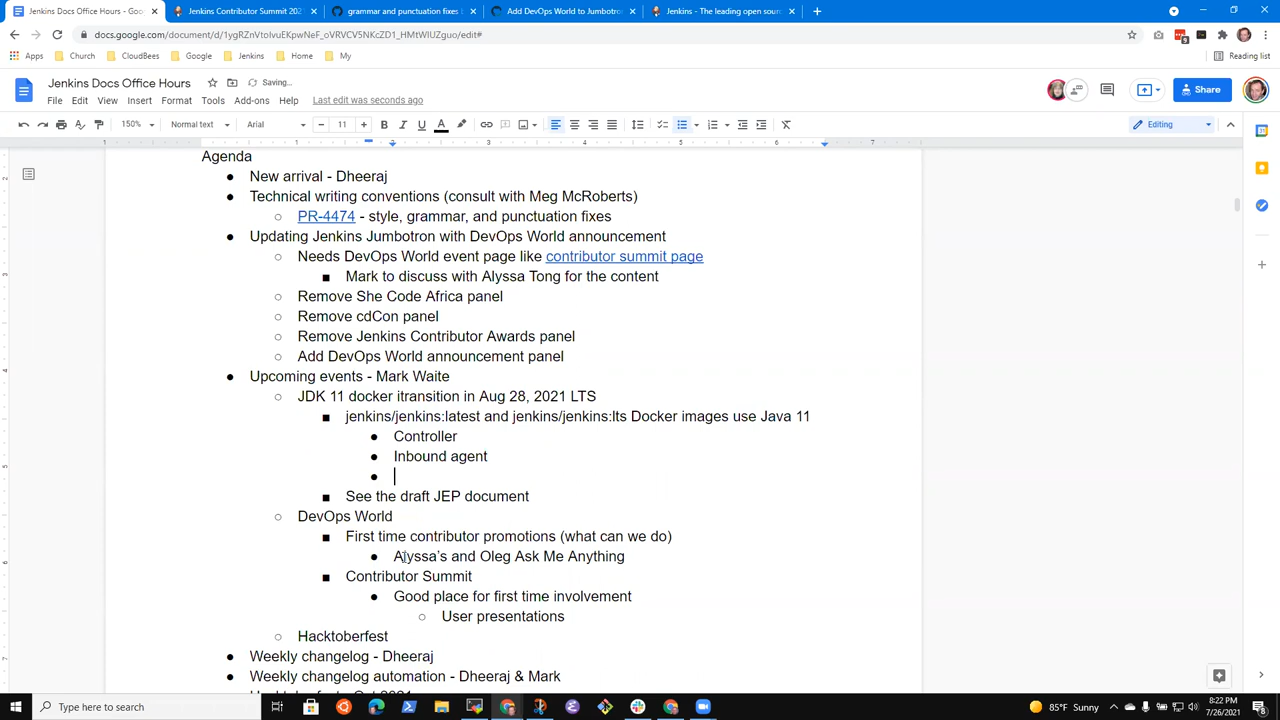 Jenkins Docs Office Hours - Goo
Jenkins Contributor Summit 202
grammar and punctuation fixes b
Add DevOps World to Jumbotron
Jenkins - The leading open sourc
docs.google.com/document/d/1ygRZnVtoIvuEKpwNeF_oVRVCV5NKcZD1_HMtWlUZguo/edit#
Apps
Church
CloudBees
Google
Jenkins
Home
My
Reading list
Jenkins Docs Office Hours
Saving...
File Edit View Insert Format Tools Add-ons Help Last edit was seconds ago
Share
150% Normal text Arial 11
Editing
1 2 3 4 5 6 7
Agenda
● New arrival - Dheeraj
● Technical writing conventions (consult with Meg McRoberts)
○ PR-4474 - style, grammar, and punctuation fixes
● Updating Jenkins Jumbotron with DevOps World announcement
○ Needs DevOps World event page like contributor summit page
■ Mark to discuss with Alyssa Tong for the content
○ Remove She Code Africa panel
○ Remove cdCon panel
○ Remove Jenkins Contributor Awards panel
○ Add DevOps World announcement panel
● Upcoming events - Mark Waite
○ JDK 11 docker itransition in Aug 28, 2021 LTS
■ jenkins/jenkins:latest and jenkins/jenkins:lts Docker images use Java 11
● Controller
● Inbound agent
●
■ See the draft JEP document
○ DevOps World
■ First time contributor promotions (what can we do)
● Alyssa's and Oleg Ask Me Anything
■ Contributor Summit
● Good place for first time involvement
○ User presentations
○ Hacktoberfest
● Weekly changelog - Dheeraj
● Weekly changelog automation - Dheeraj & Mark
Type here to search
85°F Sunny
8:22 PM
7/26/2021